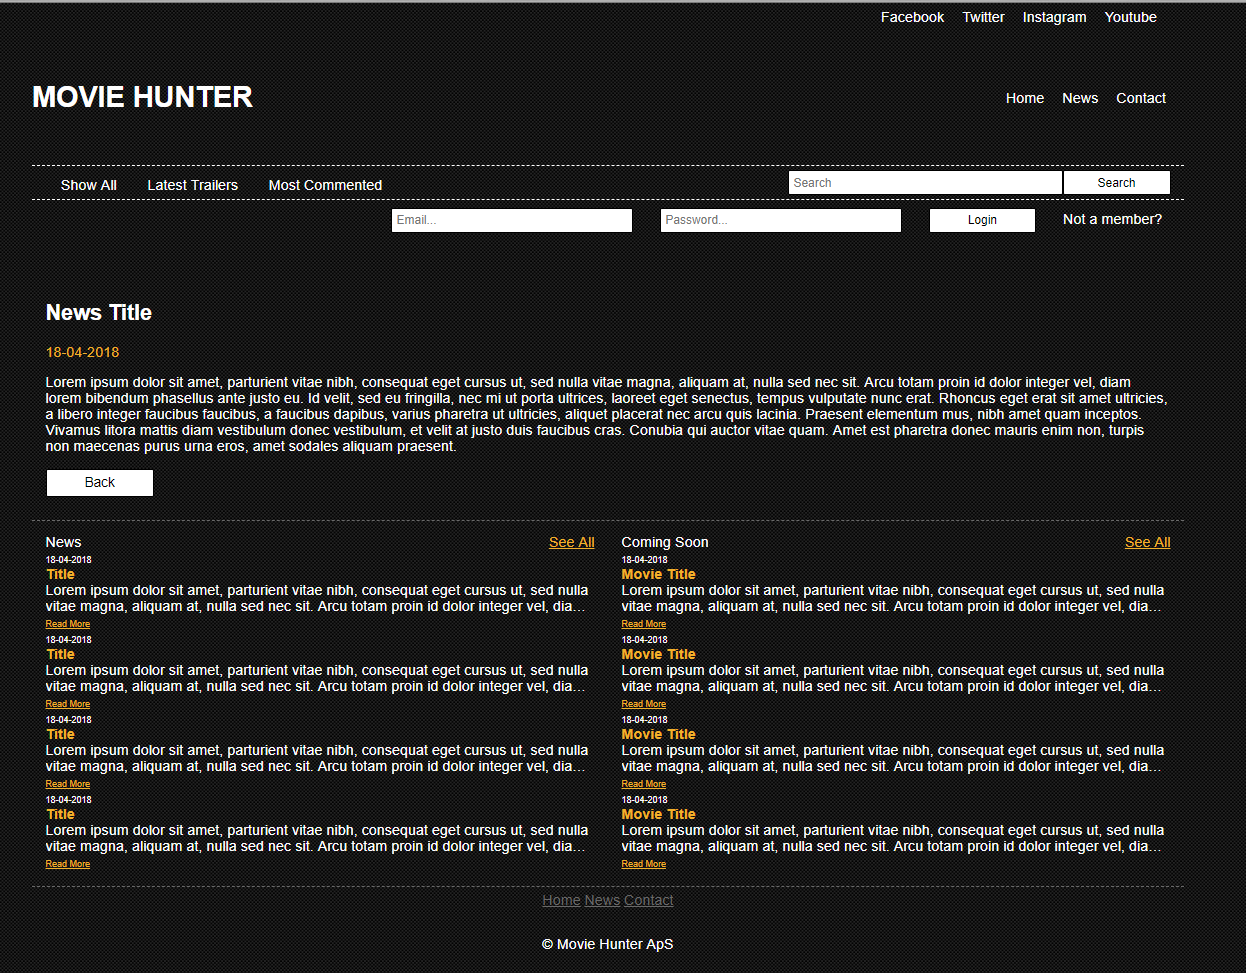 Facebook Twitter Instagram Youtube
MOVIE HUNTER
Home News Contact
Show All Latest Trailers Most Commented Search Search
Email... Password... Login Not a member?
News Title
18-04-2018
Lorem ipsum dolor sit amet, parturient vitae nibh, consequat eget cursus ut, sed nulla vitae magna, aliquam at, nulla sed nec sit. Arcu totam proin id dolor integer vel, diam
lorem bibendum phasellus ante justo eu. Id velit, sed eu fringilla, nec mi ut porta ultrices, laoreet eget senectus, tempus vulputate nunc erat. Rhoncus eget erat sit amet ultricies,
a libero integer faucibus faucibus, a faucibus dapibus, varius pharetra ut ultricies, aliquet placerat nec arcu quis lacinia. Praesent elementum mus, nibh amet quam inceptos.
Vivamus litora mattis diam vestibulum donec vestibulum, et velit at justo duis faucibus cras. Conubia qui auctor vitae quam. Amet est pharetra donec mauris enim non, turpis
non maecenas purus urna eros, amet sodales aliquam praesent.
Back
News See All
18-04-2018
Title
Lorem ipsum dolor sit amet, parturient vitae nibh, consequat eget cursus ut, sed nulla
vitae magna, aliquam at, nulla sed nec sit. Arcu totam proin id dolor integer vel, dia...
Read More
18-04-2018
Title
Lorem ipsum dolor sit amet, parturient vitae nibh, consequat eget cursus ut, sed nulla
vitae magna, aliquam at, nulla sed nec sit. Arcu totam proin id dolor integer vel, dia...
Read More
18-04-2018
Title
Lorem ipsum dolor sit amet, parturient vitae nibh, consequat eget cursus ut, sed nulla
vitae magna, aliquam at, nulla sed nec sit. Arcu totam proin id dolor integer vel, dia...
Read More
18-04-2018
Title
Lorem ipsum dolor sit amet, parturient vitae nibh, consequat eget cursus ut, sed nulla
vitae magna, aliquam at, nulla sed nec sit. Arcu totam proin id dolor integer vel, dia...
Read More
Coming Soon See All
18-04-2018
Movie Title
Lorem ipsum dolor sit amet, parturient vitae nibh, consequat eget cursus ut, sed nulla
vitae magna, aliquam at, nulla sed nec sit. Arcu totam proin id dolor integer vel, dia...
Read More
18-04-2018
Movie Title
Lorem ipsum dolor sit amet, parturient vitae nibh, consequat eget cursus ut, sed nulla
vitae magna, aliquam at, nulla sed nec sit. Arcu totam proin id dolor integer vel, dia...
Read More
18-04-2018
Movie Title
Lorem ipsum dolor sit amet, parturient vitae nibh, consequat eget cursus ut, sed nulla
vitae magna, aliquam at, nulla sed nec sit. Arcu totam proin id dolor integer vel, dia...
Read More
18-04-2018
Movie Title
Lorem ipsum dolor sit amet, parturient vitae nibh, consequat eget cursus ut, sed nulla
vitae magna, aliquam at, nulla sed nec sit. Arcu totam proin id dolor integer vel, dia...
Read More
Home News Contact
© Movie Hunter ApS